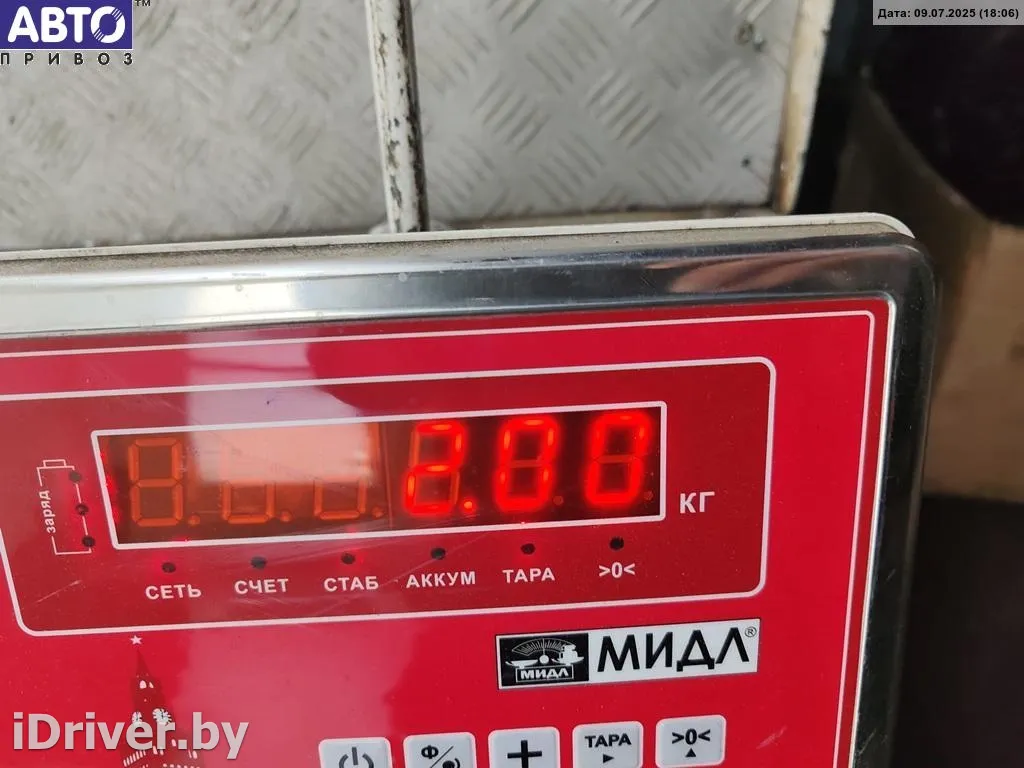 АВТО™
ПРИВОЗ
Дата: 09.07.2025 (18:06)
2.00
КГ
заряд
СЕТЬ СЧЕТ СТАБ АККУМ ТАРА >0<
МИДЛ МИДЛ®
iDriver.by
Ф + ТАРА >0<